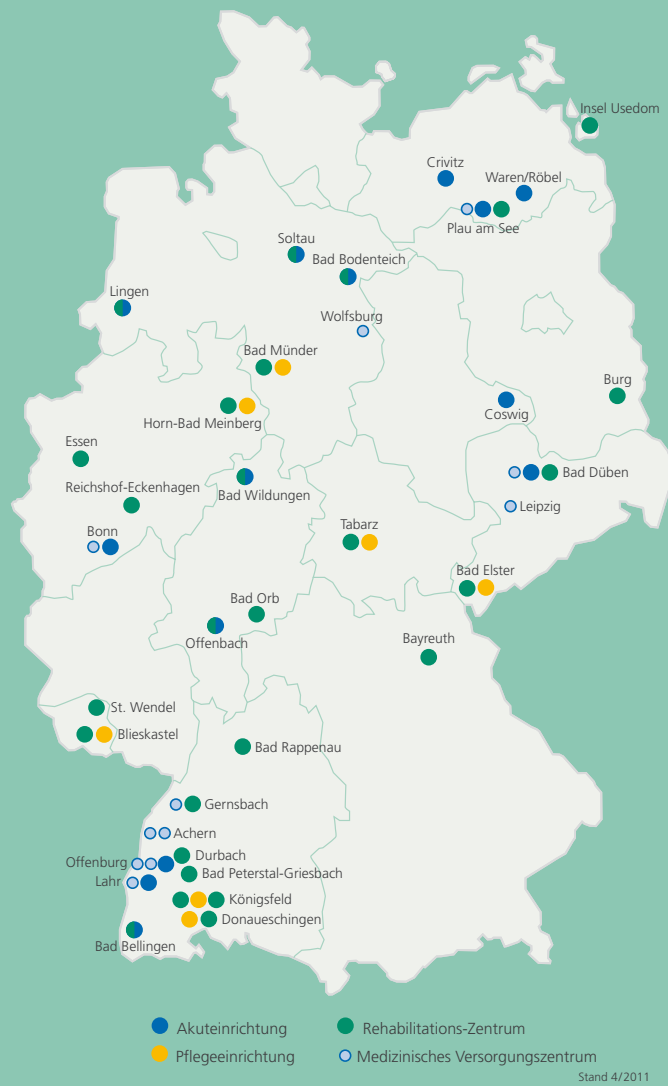 Insel Usedom
Crivitz
Waren/Röbel
Plau am See
Soltau
Bad Bodenteich
Lingen
Wolfsburg
Bad Münder
Burg
Coswig
Horn-Bad Meinberg
Essen
Bad Düben
Reichshof-Eckenhagen
Bad Wildungen
Leipzig
Bonn
Tabarz
Bad Elster
Bad Orb
Offenbach
Bayreuth
St. Wendel
Blieskastel
Bad Rappenau
Gernsbach
Achern
Durbach
Offenburg
Bad Peterstal-Griesbach
Lahr
Königsfeld
Donaueschingen
Bad Bellingen
Akuteinrichtung
Rehabilitations-Zentrum
Pflegeeinrichtung
Medizinisches Versorgungszentrum
Stand 4/2011